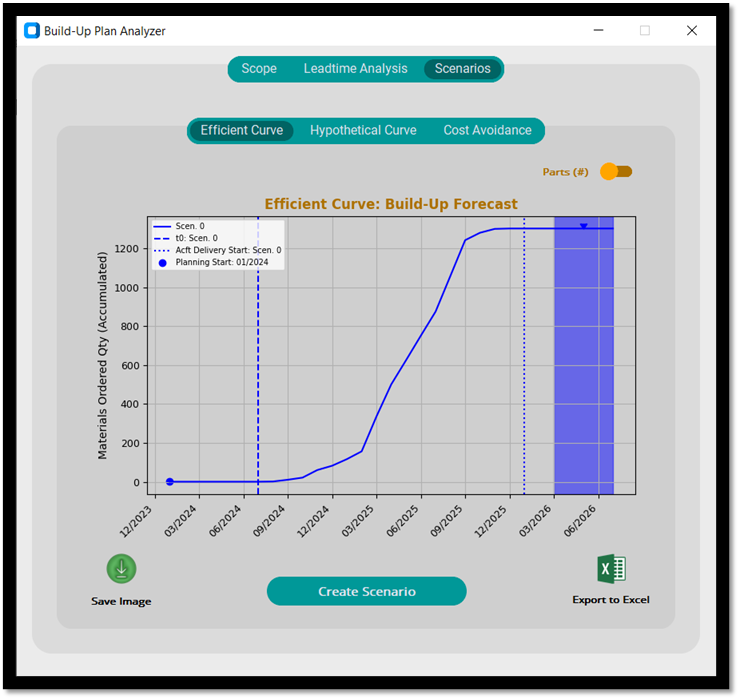 Build-Up Plan Analyzer
Scope Leadtime Analysis Scenarios
Efficient Curve Hypothetical Curve Cost Avoidance
Parts (#)
Efficient Curve: Build-Up Forecast
Scen. 0
t0: Scen. 0
Acft Delivery Start: Scen. 0
Planning Start: 01/2024
Materials Ordered Qty (Accumulated)
1200
1000
800
600
400
200
0
12/2023 03/2024 06/2024 09/2024 12/2024 03/2025 06/2025 09/2025 12/2025 03/2026 06/2026
Save Image
Create Scenario
X
Export to Excel